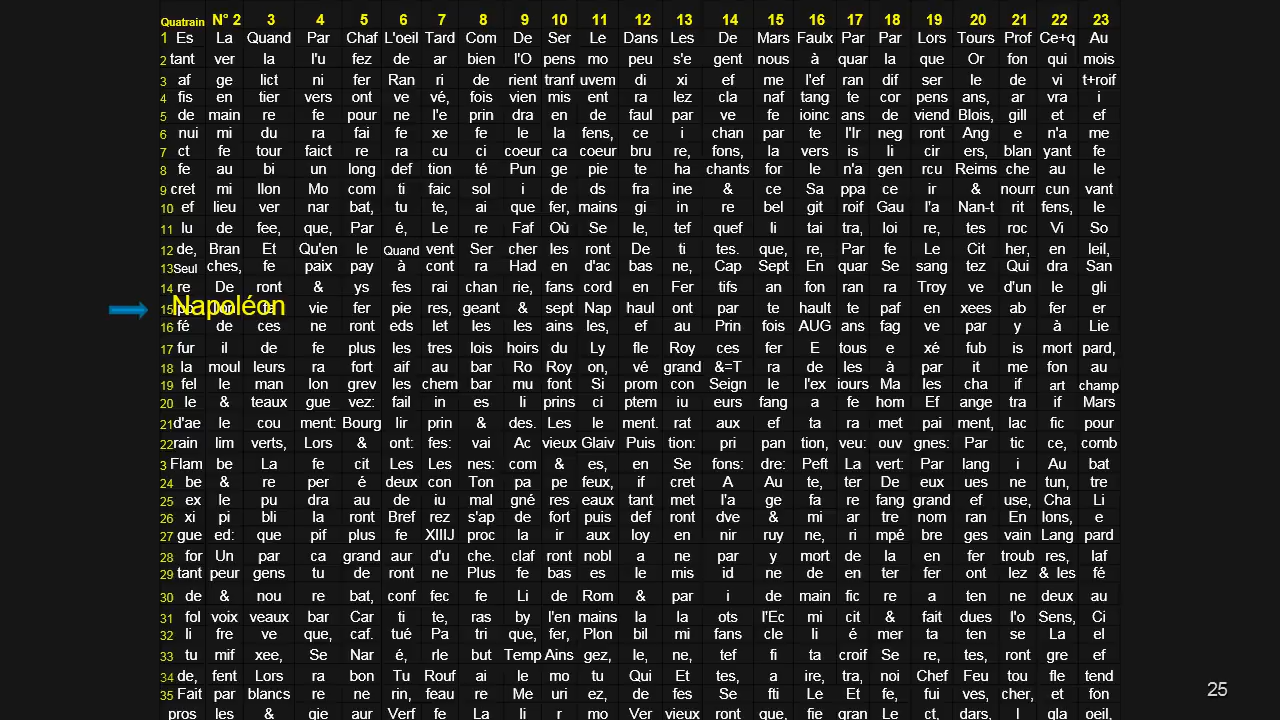 Quatrain N° 2 3 4 5 6 7 8 9 10 11 12 13 14 15 16 17 18 19 20 21 22 23
1 Es La Quand Par Chaf L'oeil Tard Com De Ser Le Dans Les De Mars Faulx Par Par Lors Tours Prof Ce+q Au
2 tant ver la l'u fez de ar bien l'O pens mo peu s'e gent nous à quar la que Or fon qui mois
3 af ge lict ni fer Ran ri de rient tranf uvem di xi ef me l'ef ran dif ser le de vi t+roif
4 fis en tier vers ont ve vé, fois vien mis ent ra lez cla naf tang te cor pens ans, ar vra i
5 de main re fe pour ne l'e prin dra en de faul par ve fe ioinc ans de viend Blois, gill et ef
6 nui mi du ra fai fe xe fe le la fens, ce i chan par te l'Ir neg ront Ang e n'a me
7 ct fe tour faict re ra cu ci coeur ca coeur bru re, fons, la vers is li cir ers, blan yant fe
8 fe au bi un long def tion té Pun ge pie te ha chants for le n'a gen rcu Reims che au le
9 cret mi llon Mo com ti faic sol i de ds fra ine & ce Sa ppa ce ir & nourr cun vant
10 ef lieu ver nar bat, tu te, ai que fer, mains gi in re bel git roif Gau l'a Nan-t rit fens, le
11 lu de fee, que, Par é, Le re Faf Où Se le, tef quef li tai tra, loi re, tes roc Vi So
12 de, Bran Et Qu'en le Quand vent Ser cher les ront De ti tes. que, re, Par fe Le Cit her, en leil,
13 Seul ches, fe paix pay à cont ra Had en d'ac bas ne, Cap Sept En quar Se sang tez Qui dra San
14 re De ront & ys fes rai chan rie, fans cord en Fer tifs an fon ran ra Troy ve d'un le gli
Napoléon
15 vie fer pie res, geant & sept Nap haul ont par te hault te paf en xees ab fer er
16 fé de ces ne ront eds let les les ains les, ef au Prin fois AUG ans fag ve par y à Lie
17 fur il de fe plus les tres lois hoirs du Ly fle Roy ces fer E tous e xé fub is mort pard,
18 la moul leurs ra fort aif au bar Ro Roy on, vé grand &=T ra de les à par it me fon au
19 fel le man lon grev les chem bar mu font Si prom con Seign le l'ex iours Ma les cha if art champ
20 le & teaux gue vez: fail in es li prins ci ptem iu eurs fang a fe hom Ef ange tra if Mars
21 d'ae le cou ment: Bourg lir prin & des. Les le ment. rat aux ef ta ra met pai ment, lac fic pour
22 rain lim verts, Lors & ont: fes: vai Ac vieux Glaiv Puis tion: pri pan tion, veu: ouv gnes: Par tic ce, comb
3 Flam be La fe cit Les Les nes: com & es, en Se fons: dre: Peft La vert: Par lang i Au bat
24 be & re per é deux con Ton pa pe feux, if cret A Au te, ter De eux ues ne tun, tre
25 ex le pu dra au de iu mal gné res eaux tant met l'a ge fa re fang grand ef use, Cha Li
26 xi pi bli la ront Bref rez s'ap de fort puis def ront dve & mi ar tre nom ran En lons, e
27 gue ed: que pif plus fe XIIIJ proc la ir aux loy en nir ruy ne, ri mpé bre ges vain Lang pard
28 for Un par ca grand aur d'u che. claf ront nobl a ne par y mort de la en fer troub res, laf
29 tant peur gens tu de ront ne Plus fe bas es le mis id ne de en ter fer ont lez & les fé
30 de & nou re bat, conf fec fe Li de Rom & par i de main fic re a ten ne deux au
31 fol voix veaux bar Car ti te, ras by l'en mains la la ots l'Ec mi cit & fait dues l'o Sens, Ci
32 li fre ve que, caf. tué Pa tri que, fer, Plon bil mi fans cle li é mer ta ten se La el
33 tu mif xee, Se Nar é, rle but Temp Ains gez, le, ne, tef fi ta croif Se re, tes, ront gre ef
34 de, fent Lors ra bon Tu Rouf ai le mo tu Qui Et tes, a ire, tra, noi Chef Feu tou fle tend
35 Fait par blancs re ne rin, feau re Me uri ez, de fes Se fti Le Et fe, fui ves, cher, et fon
pros les & gie aur Verf fe La li r mo Ver vieux ront que, fie gran Le ct, dars, l gla oeil,
25